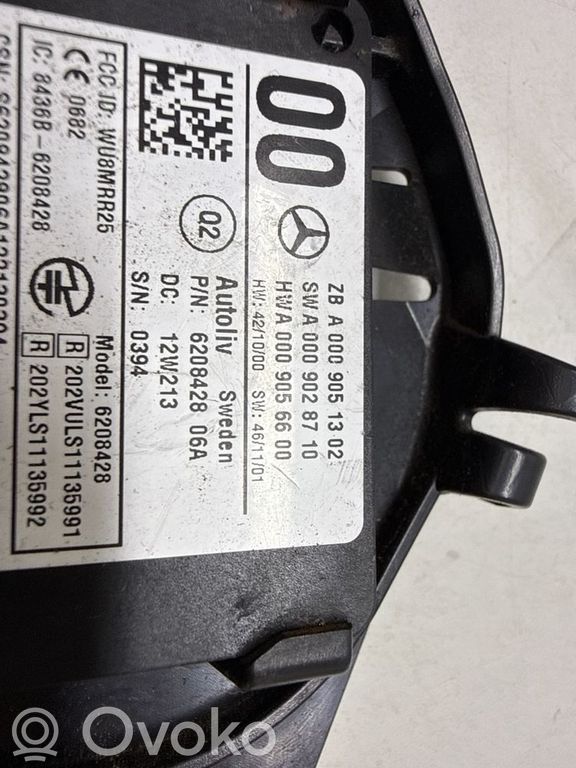 00
ZB A 000 905 13 02
SW A 000 902 87 10
HW A 000 905 66 00
HW: 42/10/00 SW: 46/11/01
Q2
Autoliv Sweden
P/N: 6208428 06A
DC: 12W213
S/N: 0394
FCC ID: WU8MRR25
CE 0682
IC: 8436B-6208428
Model: 6208428
R 202VULS11135991
R 202YLS11135992
Ovoko